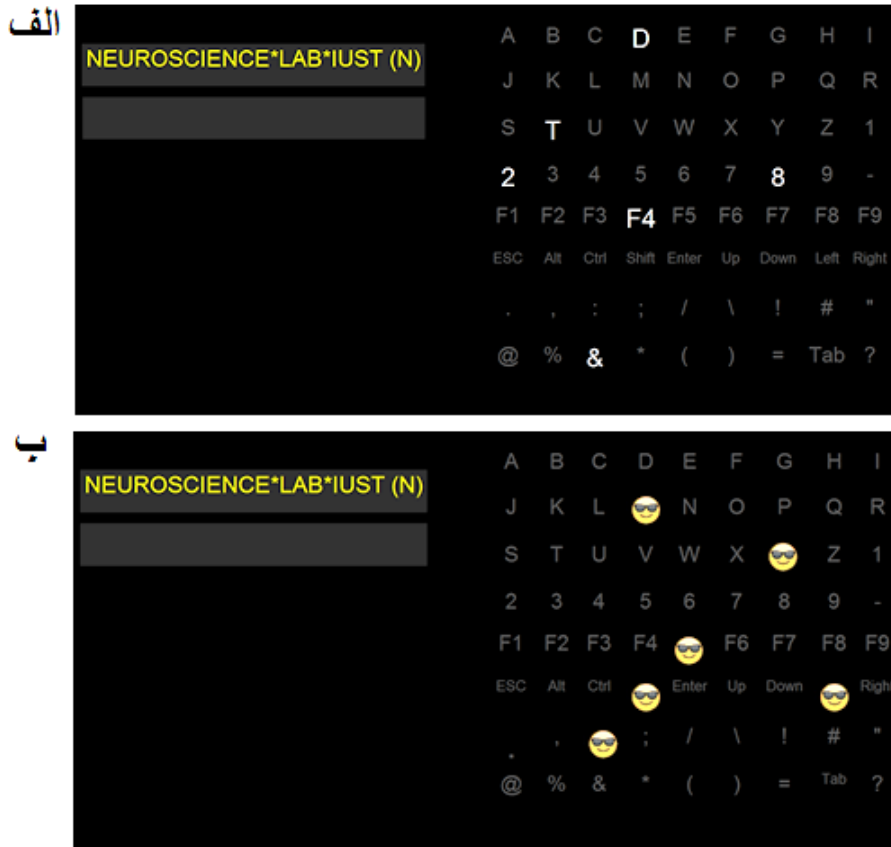 الف
NEUROSCIENCE*LAB*IUST (N)
A B C D E F G H I
J K L M N O P Q R
S T U V W X Y Z 1
2 3 4 5 6 7 8 9 -
F1 F2 F3 F4 F5 F6 F7 F8 F9
ESC Alt Ctrl Shift Enter Up Down Left Right
. , : ; / \ ! # "
@ % & * ( ) = Tab ?
ب
NEUROSCIENCE*LAB*IUST (N)
A B C D E F G H I
J K L N O P Q R
S T U V W X Z 1
2 3 4 5 6 7 8 9 -
F1 F2 F3 F4 F6 F7 F8 F9
ESC Alt Ctrl Enter Up Down Righ
. , ; / \ ! # "
@ % & * ( ) = Tab ?